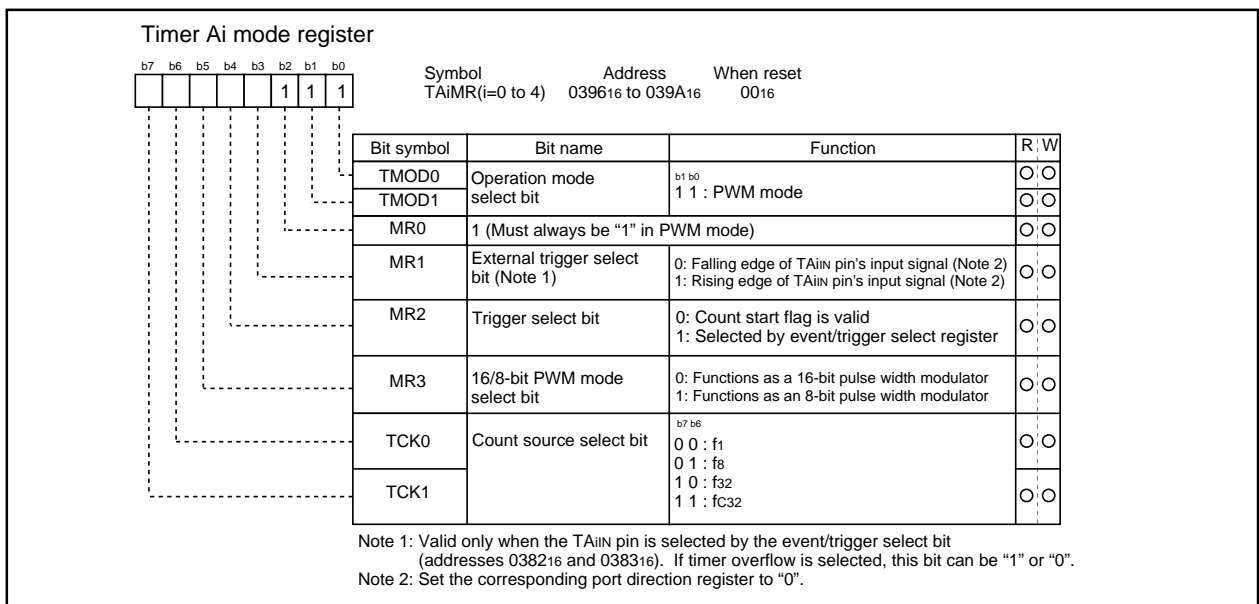 Timer Ai mode register
b7 b6 b5 b4 b3 b2 b1 b0
1 1 1
Symbol Address When reset
TAiMR(i=0 to 4) 039616 to 039A16 0016
Bit symbol Bit name Function R W
TMOD0
TMOD1
Operation mode
select bit
b1 b0
1 1 : PWM mode
MR0 1 (Must always be “1” in PWM mode)
MR1 External trigger select
bit (Note 1)
0: Falling edge of TAiIN pin's input signal (Note 2)
1: Rising edge of TAiIN pin's input signal (Note 2)
MR2 Trigger select bit
0: Count start flag is valid
1: Selected by event/trigger select register
MR3 16/8-bit PWM mode
select bit
0: Functions as a 16-bit pulse width modulator
1: Functions as an 8-bit pulse width modulator
TCK0
TCK1
Count source select bit
b7 b6
0 0 : f1
0 1 : f8
1 0 : f32
1 1 : fC32
Note 1: Valid only when the TAiIN pin is selected by the event/trigger select bit
(addresses 038216 and 038316). If timer overflow is selected, this bit can be “1” or “0”.
Note 2: Set the corresponding port direction register to “0”.